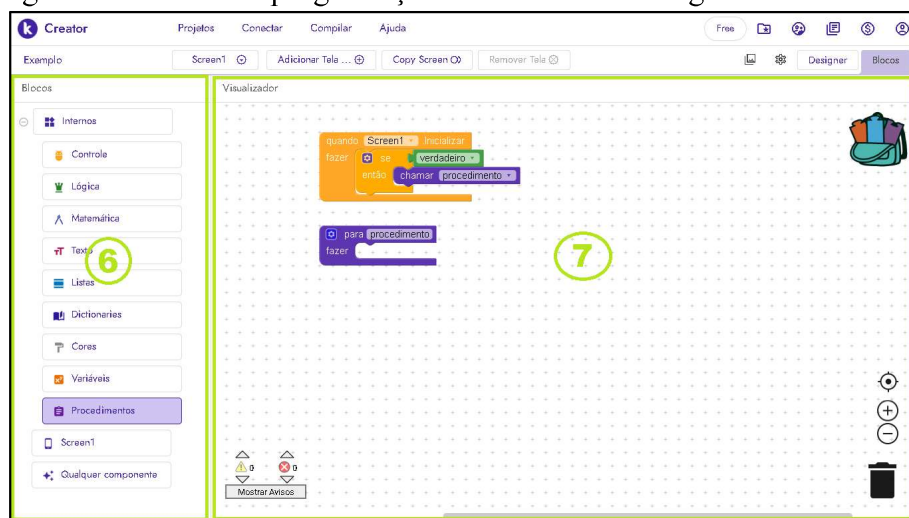 Creator
Projetos Conectar Compilar Ajuda
Free
Exemplo
Screen1
Adicionar Tela ...
Copy Screen
Remover Tela
Designer
Blocos
Blocos
Visualizador
Internos
Controle
Lógica
Matemática
Texto
Listas
Dictionaries
Cores
Variáveis
Procedimentos
Screen1
Qualquer componente
6
quando Screen1 .Inicializar
fazer se verdadeiro
então chamar procedimento
para procedimento
fazer
7
0 0
Mostrar Avisos